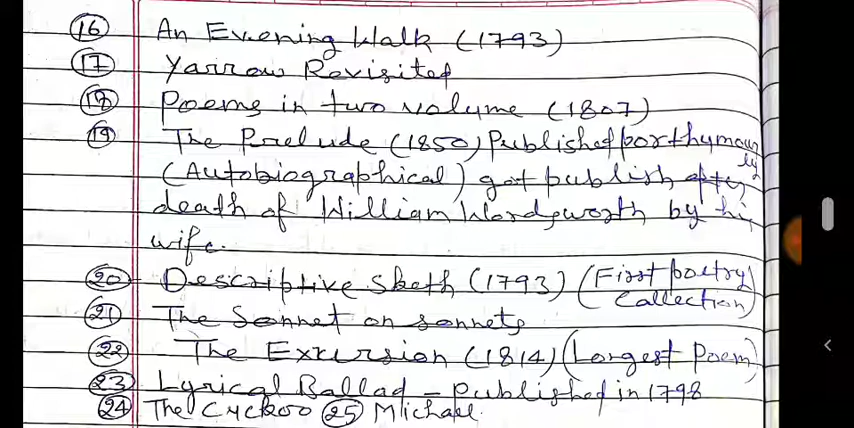 16 An Evening Walk (1793)
17 Yarrow Revisited
18 Poems in two volume (1807)
19 The Prelude (1850) Published porthymously
(Autobiographical) got publish after
death of William Wordsworth by his
wife.
20 Descriptive Sketh (1793) (First poetry Collection)
21 The Sonnet on sonnets
22 The Excursion (1814) (Longest Poem)
23 Lyrical Ballad - published in 1798
24 The Cuckoo 25 Michael.